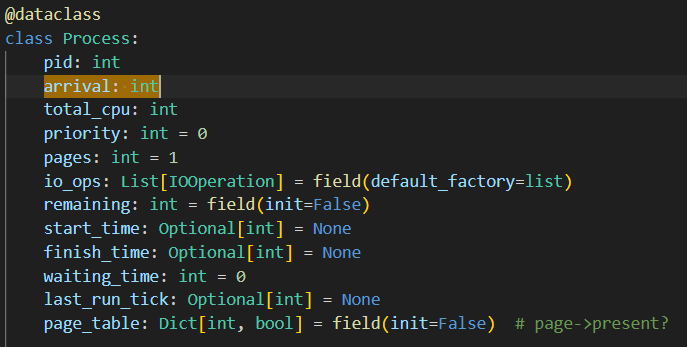 @dataclass
class Process:
    pid: int
    arrival: int
    total_cpu: int
    priority: int = 0
    pages: int = 1
    io_ops: List[IOOperation] = field(default_factory=list)
    remaining: int = field(init=False)
    start_time: Optional[int] = None
    finish_time: Optional[int] = None
    waiting_time: int = 0
    last_run_tick: Optional[int] = None
    page_table: Dict[int, bool] = field(init=False)  # page->present?